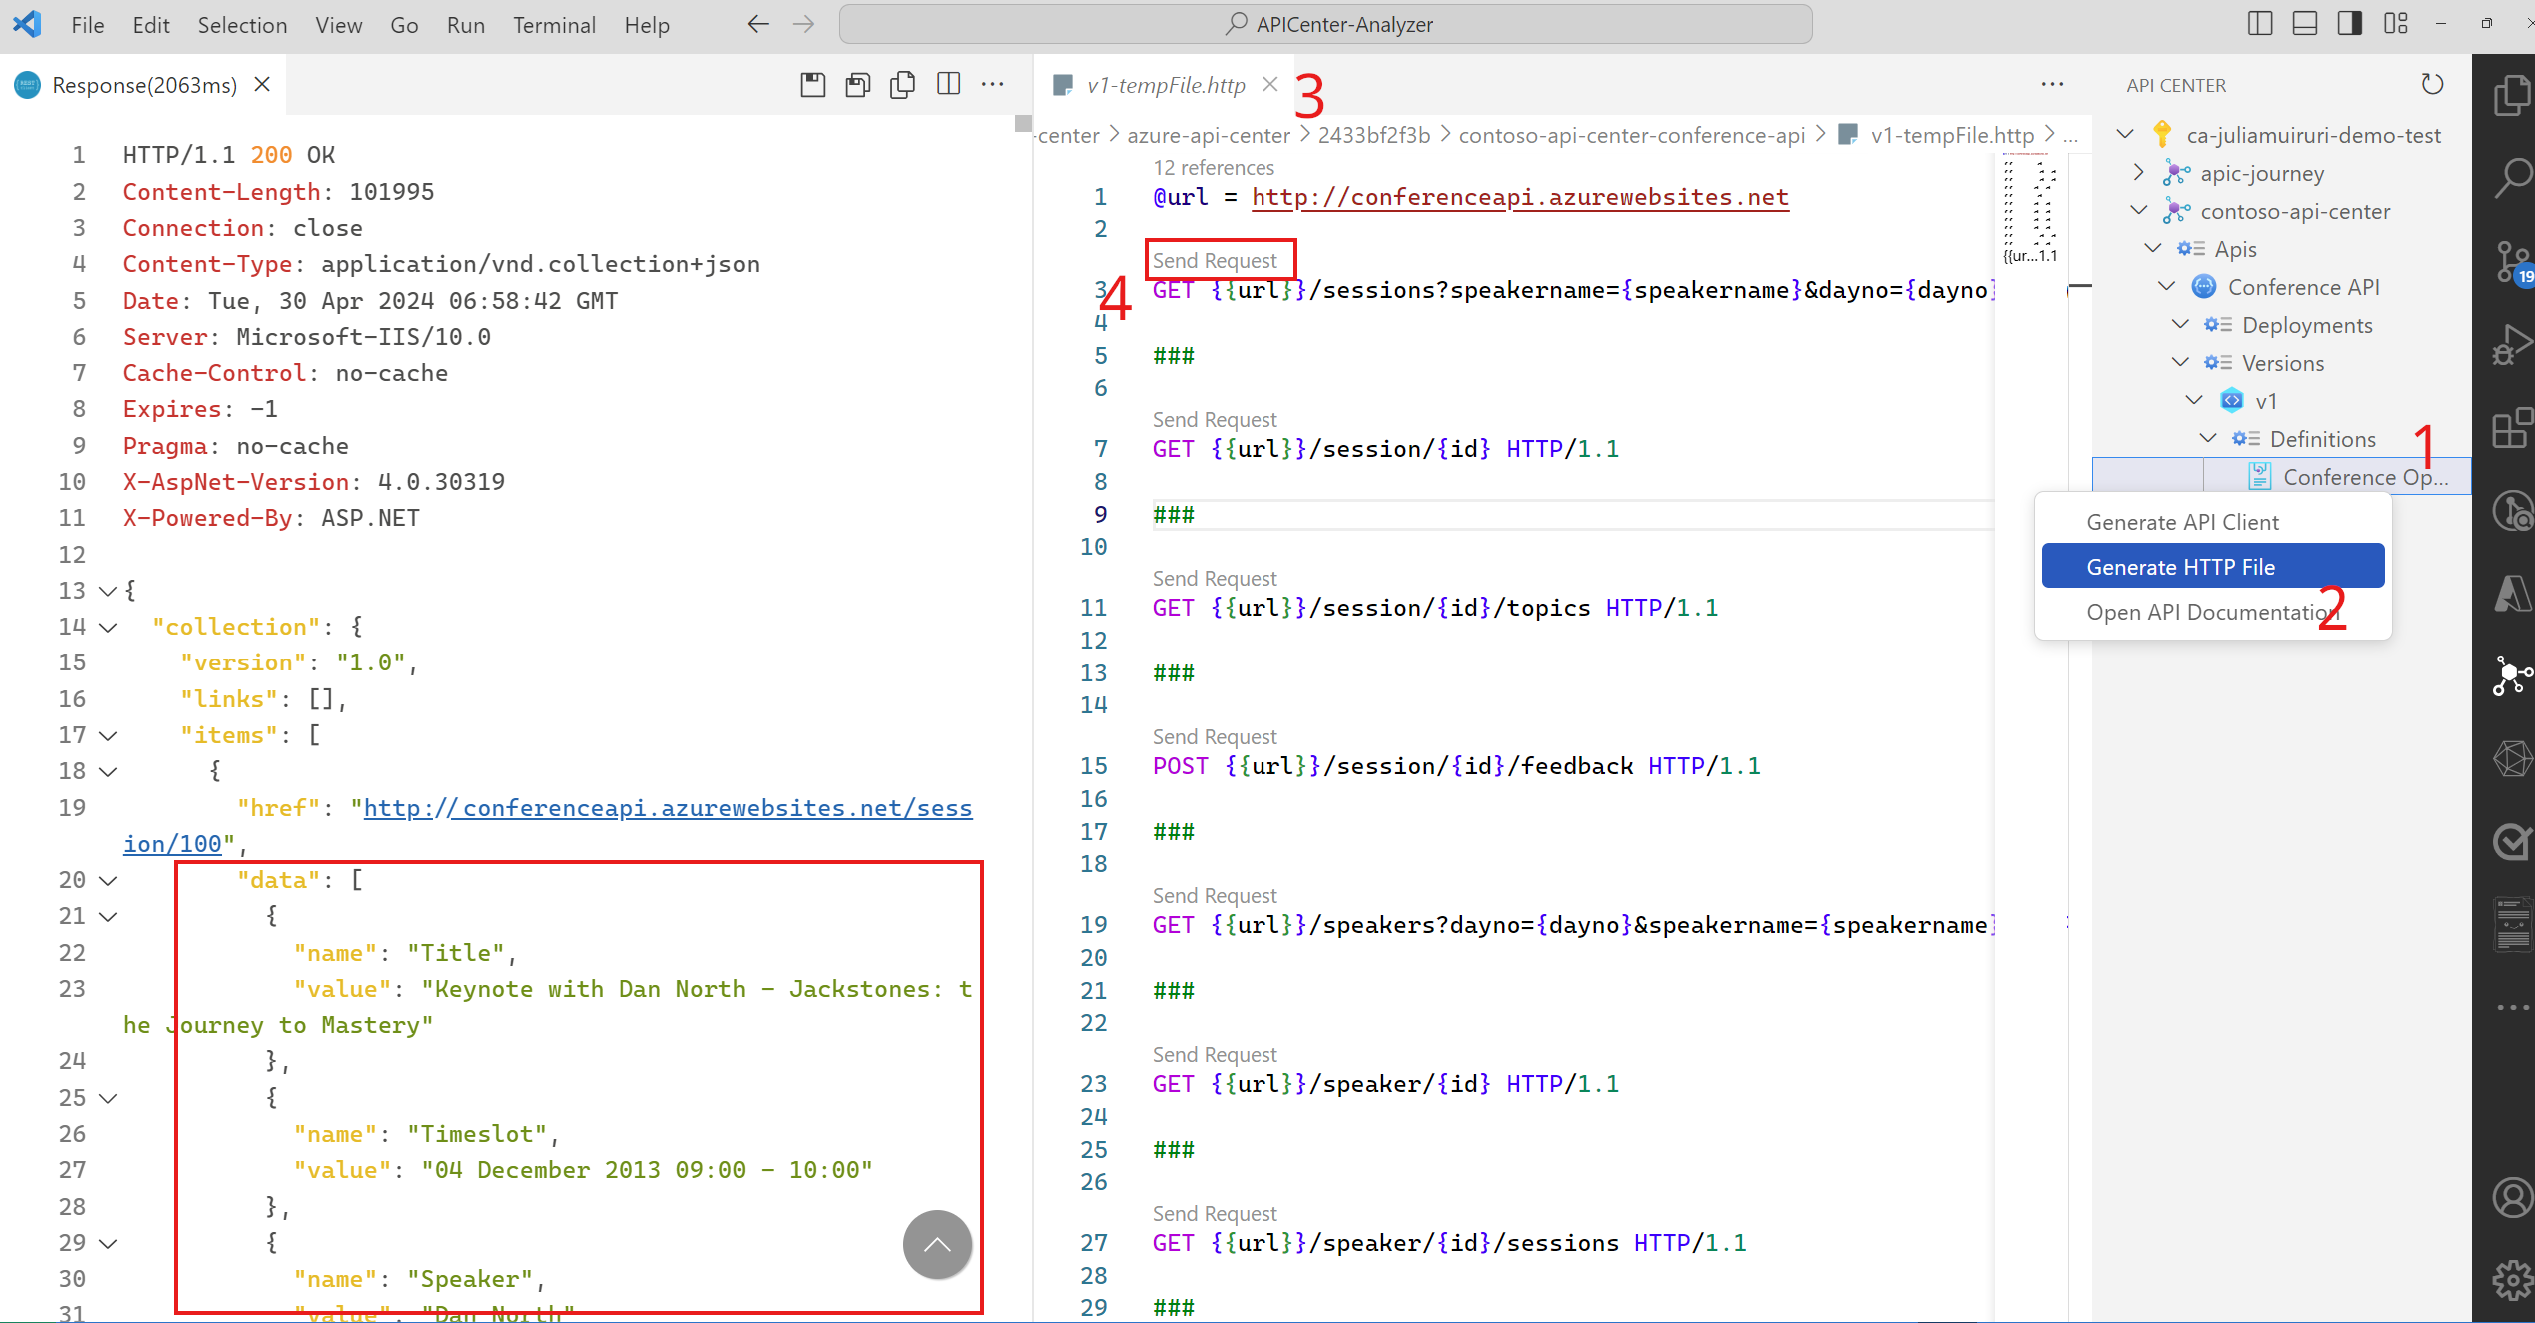 File Edit Selection View Go Run Terminal Help APICenter-Analyzer
Response(2063ms)
1 HTTP/1.1 200 OK
2 Content-Length: 101995
3 Connection: close
4 Content-Type: application/vnd.collection+json
5 Date: Tue, 30 Apr 2024 06:58:42 GMT
6 Server: Microsoft-IIS/10.0
7 Cache-Control: no-cache
8 Expires: -1
9 Pragma: no-cache
10 X-AspNet-Version: 4.0.30319
11 X-Powered-By: ASP.NET
12
13 {
14 "collection": {
15 "version": "1.0",
16 "links": [],
17 "items": [
18 {
19 "href": "http://conferenceapi.azurewebsites.net/sess
ion/100",
20 "data": [
21 {
22 "name": "Title",
23 "value": "Keynote with Dan North - Jackstones: t
he Journey to Mastery"
24 },
25 {
26 "name": "Timeslot",
27 "value": "04 December 2013 09:00 - 10:00"
28 },
29 {
30 "name": "Speaker",
31 "value": "Dan North"
v1-tempFile.http
3
-center > azure-api-center > 2433bf2f3b > contoso-api-center-conference-api > v1-tempFile.http > ...
12 references
1 @url = http://conferenceapi.azurewebsites.net
2
Send Request
4
3 GET {{url}}/sessions?speakername={speakername}&dayno={dayno}
4
5 ###
6
Send Request
7 GET {{url}}/session/{id} HTTP/1.1
8
9 ###
10
Send Request
11 GET {{url}}/session/{id}/topics HTTP/1.1
12
13 ###
14
Send Request
15 POST {{url}}/session/{id}/feedback HTTP/1.1
16
17 ###
18
Send Request
19 GET {{url}}/speakers?dayno={dayno}&speakername={speakername}
20
21 ###
22
Send Request
23 GET {{url}}/speaker/{id} HTTP/1.1
24
25 ###
26
Send Request
27 GET {{url}}/speaker/{id}/sessions HTTP/1.1
28
29 ###
{{ur...1.1
API CENTER
ca-juliamuiruri-demo-test
apic-journey
contoso-api-center
Apis
Conference API
Deployments
Versions
v1
Definitions
1
Conference Op...
Generate API Client
Generate HTTP File
2
Open API Documentation
19